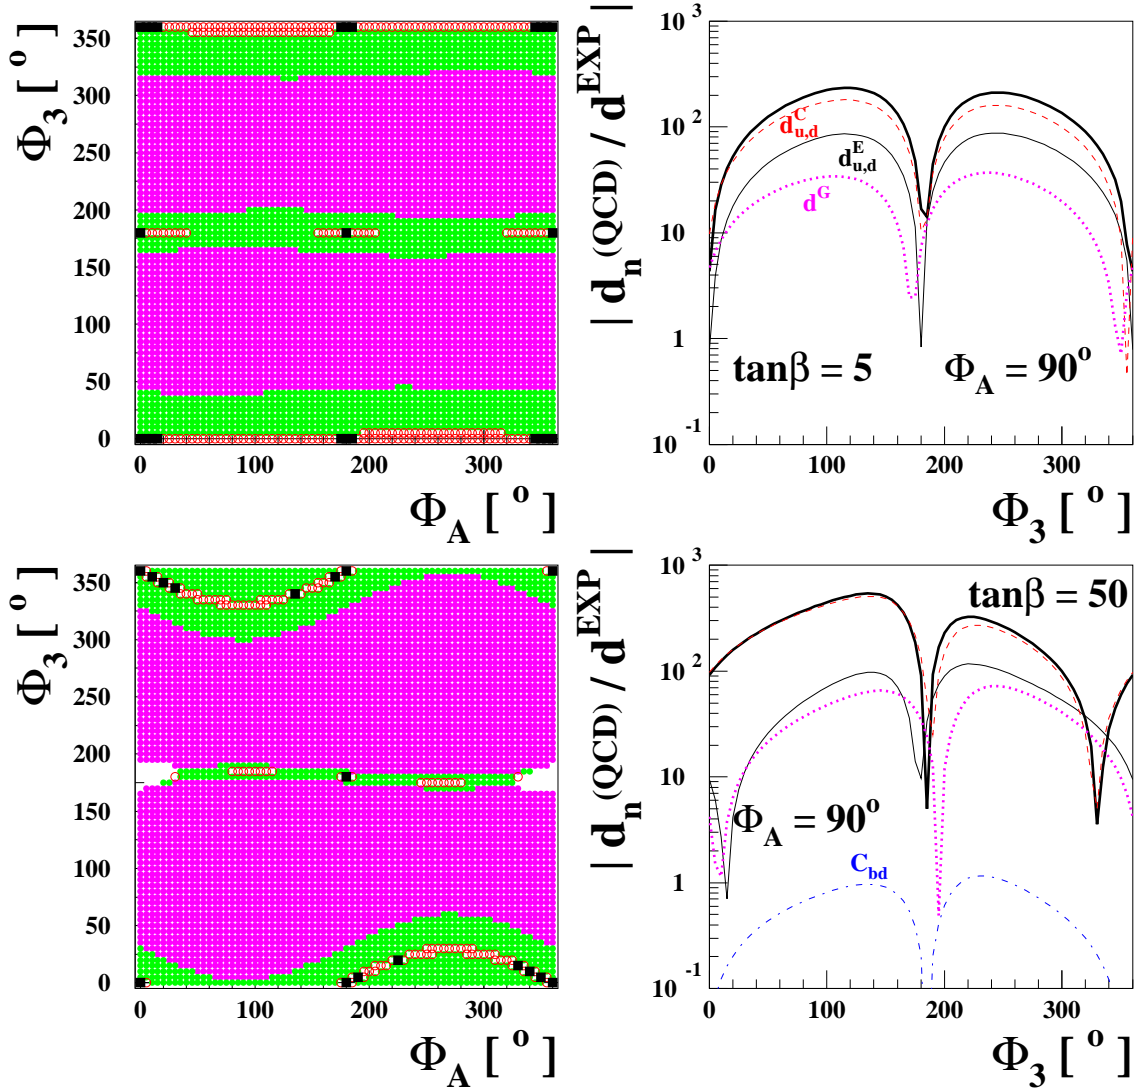 Φ3 [ o ]
350
300
250
200
150
100
50
0
0 100 200 300
ΦA [ o ]
| dn (QCD) / dEXP |
10 3
10 2
10
1
10 -1
dCu,d
dEu,d
dG
tanβ = 5 ΦA = 90o
0 100 200 300
Φ3 [ o ]
Φ3 [ o ]
350
300
250
200
150
100
50
0
0 100 200 300
ΦA [ o ]
| dn (QCD) / dEXP |
10 3
10 2
10
1
10 -1
tanβ = 50
ΦA = 90o
Cbd
0 100 200 300
Φ3 [ o ]